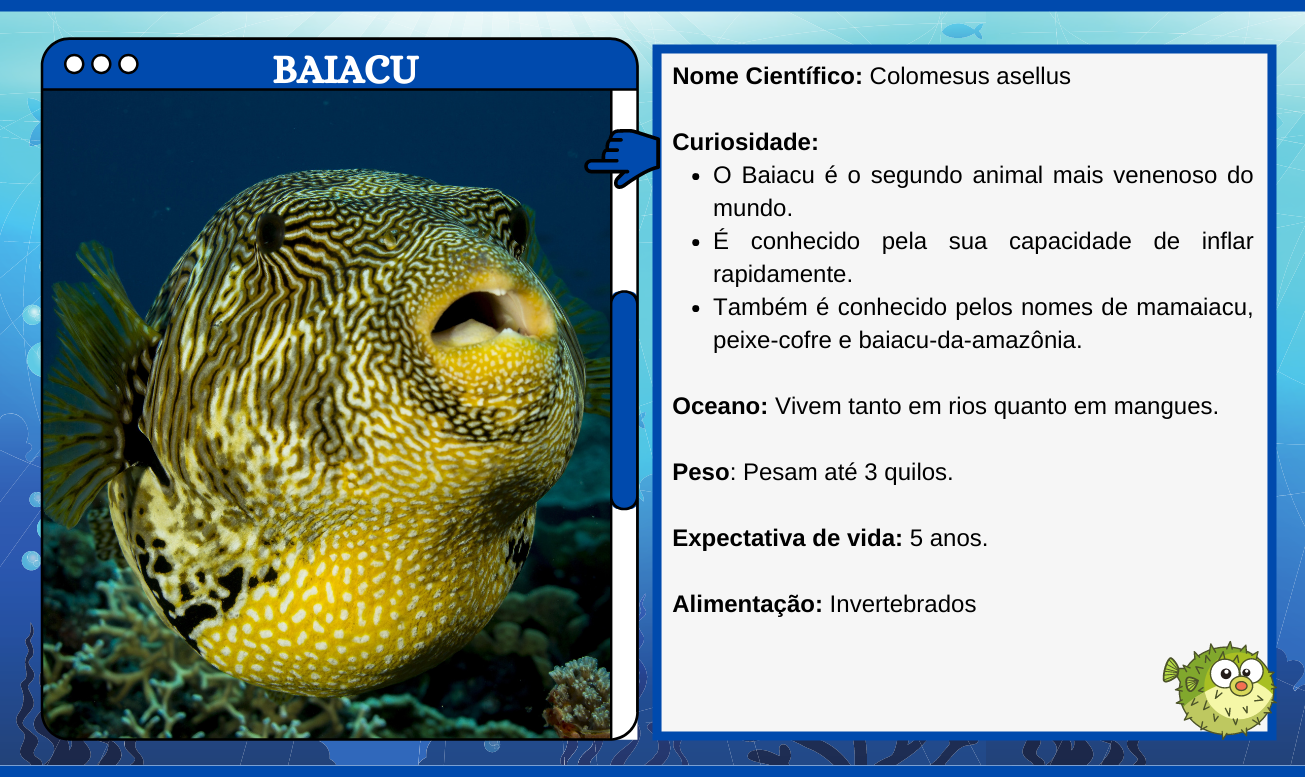 BAIACU
Nome Científico: Colomesus asellus
Curiosidade:
• O Baiacu é o segundo animal mais venenoso do
mundo.
• É conhecido pela sua capacidade de inflar
rapidamente.
• Também é conhecido pelos nomes de mamaiacu,
peixe-cofre e baiacu-da-amazônia.
Oceano: Vivem tanto em rios quanto em mangues.
Peso: Pesam até 3 quilos.
Expectativa de vida: 5 anos.
Alimentação: Invertebrados